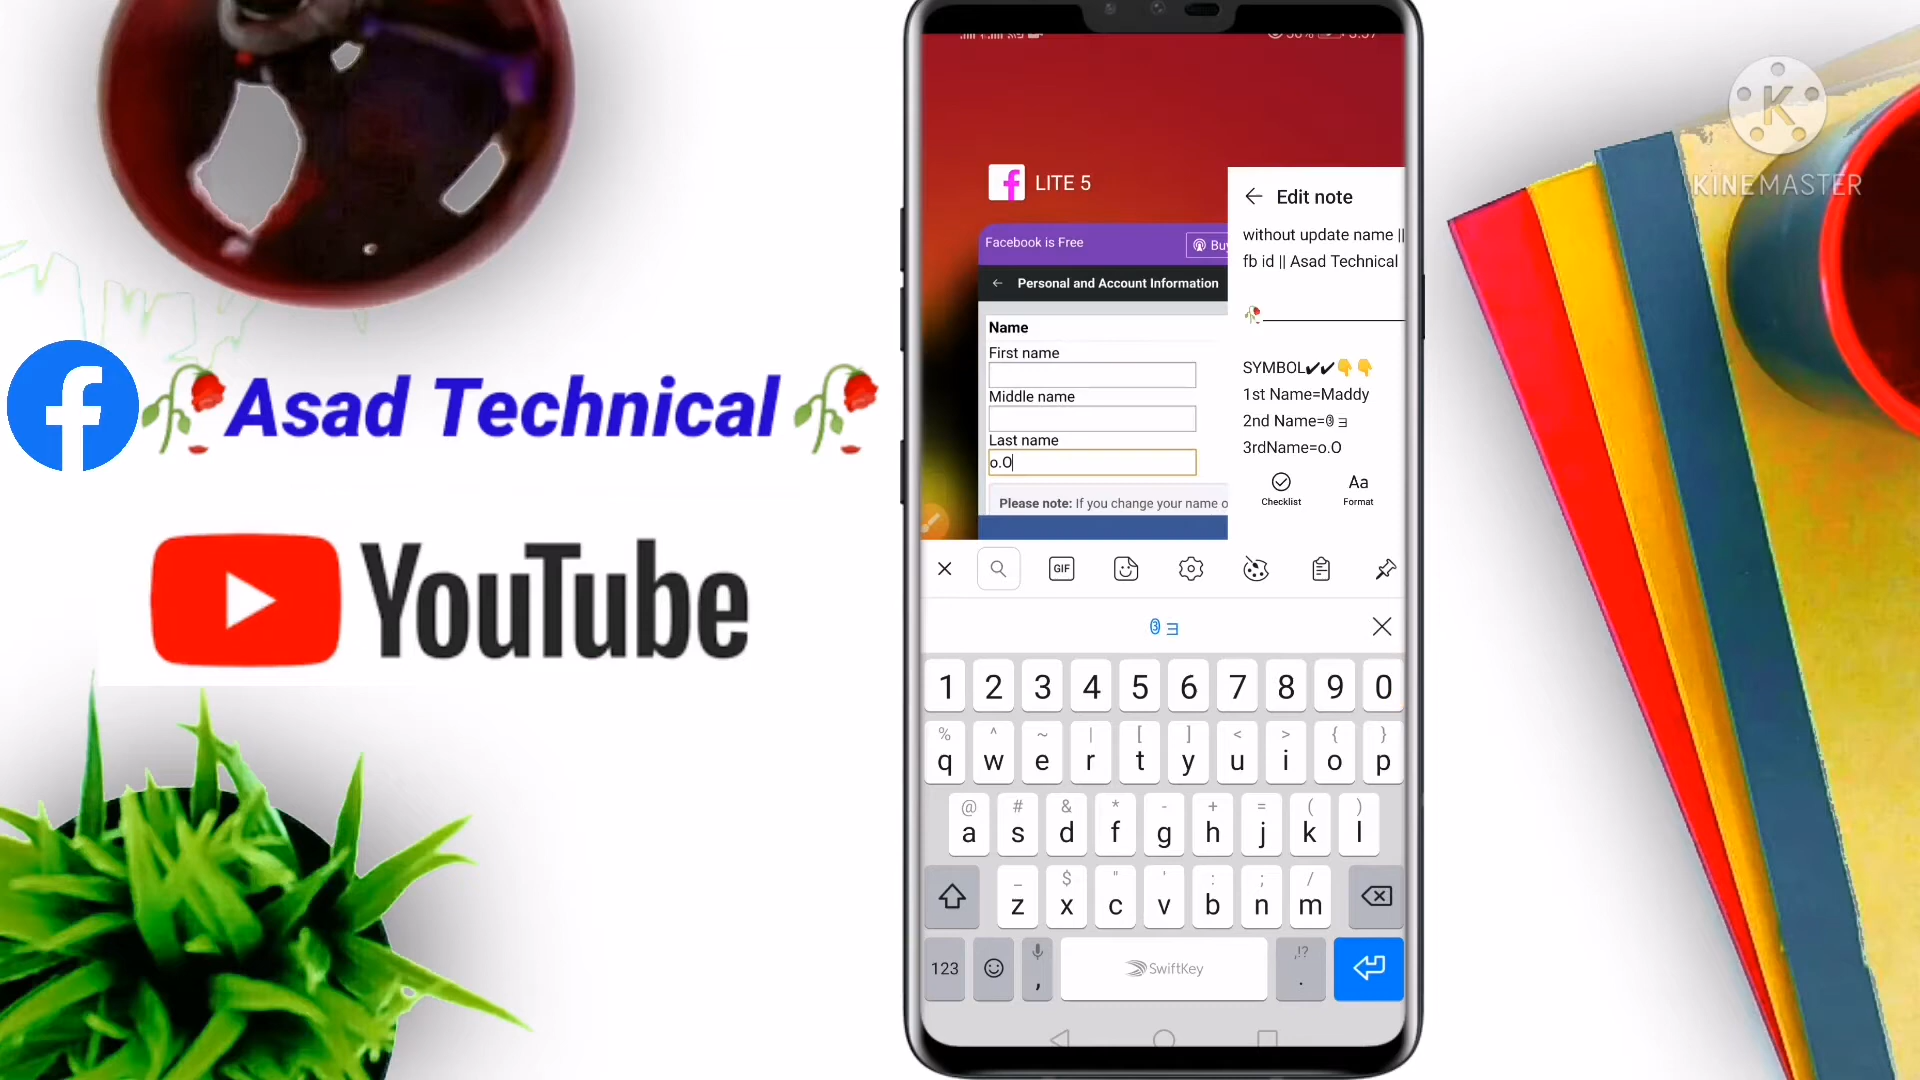 KINEMASTER
LITE 5
Edit note
without update name ||
fb id || Asad Technical
Facebook is Free
Buy
Personal and Account Information
Name
First name
Middle name
Last name
o.O
Please note: If you change your name o
SYMBOL✔✔👇👇
1st Name=Maddy
2nd Name=⓷ ∃
3rdName=o.O
Checklist
Aa
Format
🥀Asad Technical🥀
YouTube
GIF
⓷ ∃
1 2 3 4 5 6 7 8 9 0
% ^ ~ | [ ] < > { }
q w e r t y u i o p
@ # & * - + = ( )
a s d f g h j k l
_ $ " ' : ; /
z x c v b n m
,!?
123 , SwiftKey .